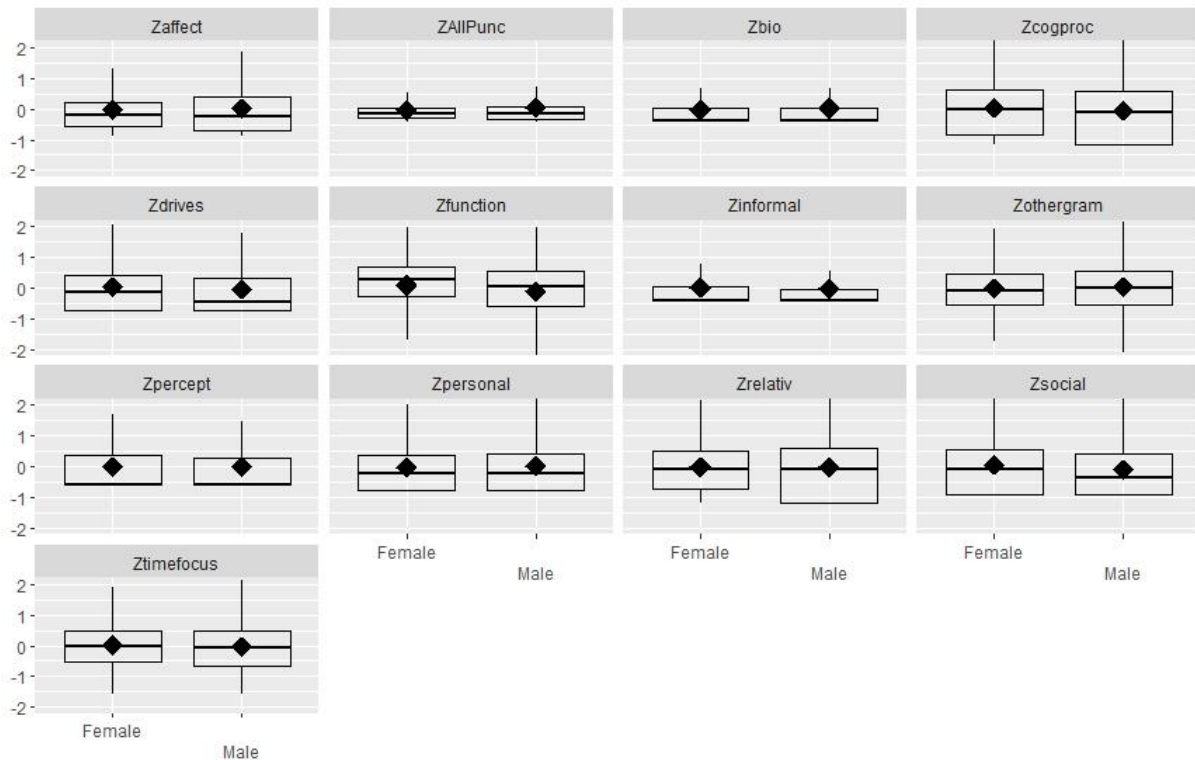 Zaffect ZAllPunc Zbio Zcogproc
2
1
0
-1
-2
Zdrives Zfunction Zinformal Zothergram
2
1
0
-1
-2
Zpercept Zpersonal Zrelativ Zsocial
2
1
0
-1
-2
Female Female Female
Male Male Male
Ztimefocus
2
1
0
-1
-2
Female
Male